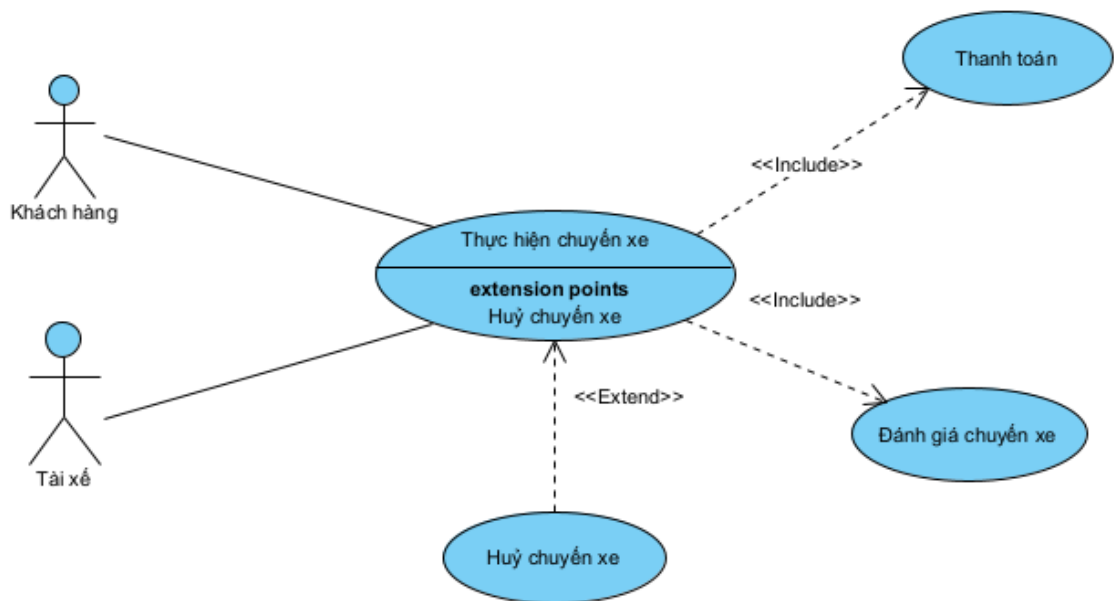 Thanh toán
<<Include>>
Khách hàng
Thực hiện chuyến xe
extension points
Huỷ chuyến xe
<<Include>>
<<Extend>>
Đánh giá chuyến xe
Tài xế
Huỷ chuyến xe